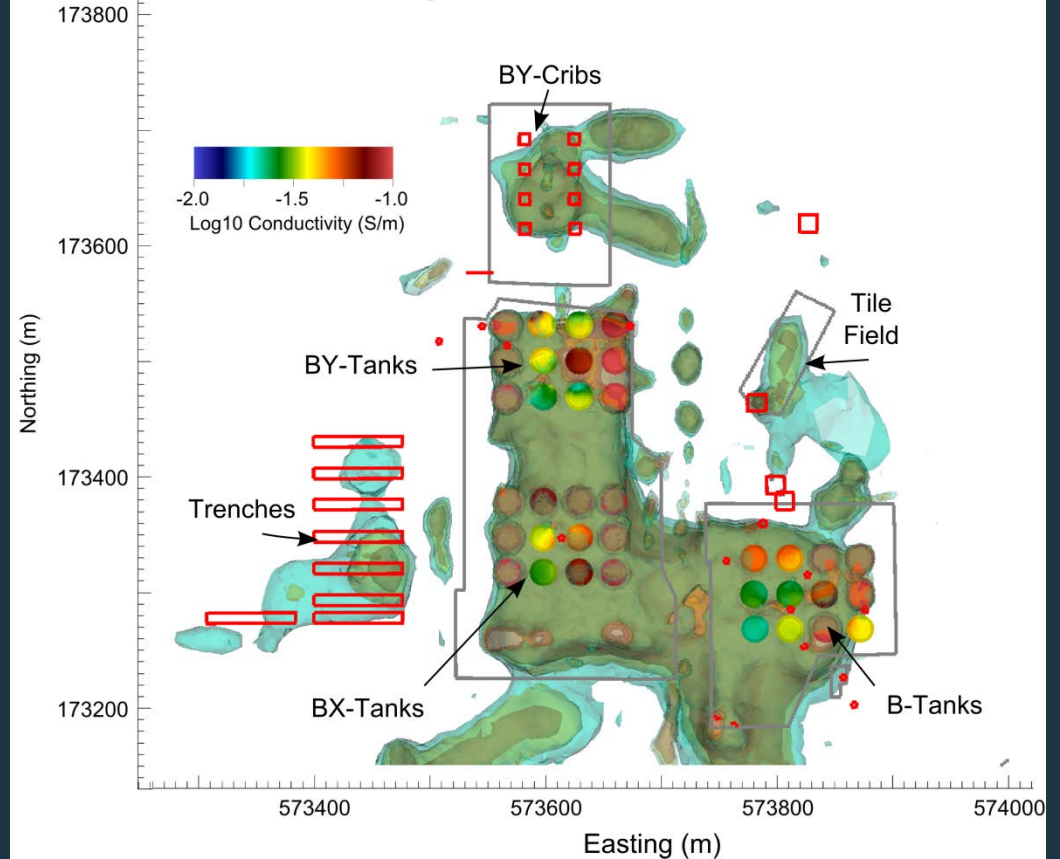 173800
BY-Cribs
-2.0
-1.5
-1.0
Log10 Conductivity (S/m)
173600
Tile
Field
BY-Tanks
Northing (m)
173400
Trenches
BX-Tanks
B-Tanks
173200
573400
573600
573800
574000
Easting (m)